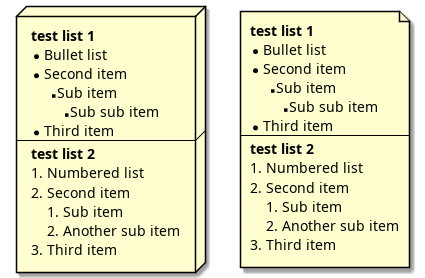 test list 1
• Bullet list
• Second item
▪Sub item
▪Sub sub item
• Third item
test list 2
1. Numbered list
2. Second item
1. Sub item
2. Another sub item
3. Third item
test list 1
• Bullet list
• Second item
▪Sub item
▪Sub sub item
• Third item
test list 2
1. Numbered list
2. Second item
1. Sub item
2. Another sub item
3. Third item